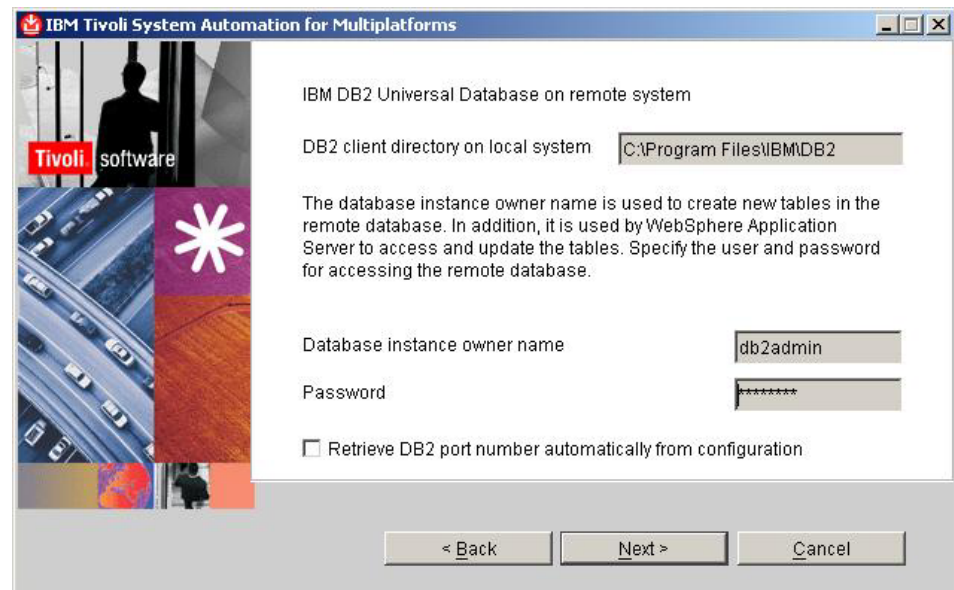 IBM Tivoli System Automation for Multiplatforms
Tivoli. software
IBM DB2 Universal Database on remote system
DB2 client directory on local system C:\Program Files\IBM\DB2
The database instance owner name is used to create new tables in the
remote database. In addition, it is used by WebSphere Application
Server to access and update the tables. Specify the user and password
for accessing the remote database.
Database instance owner name db2admin
Password ********
Retrieve DB2 port number automatically from configuration
< Back Next > Cancel